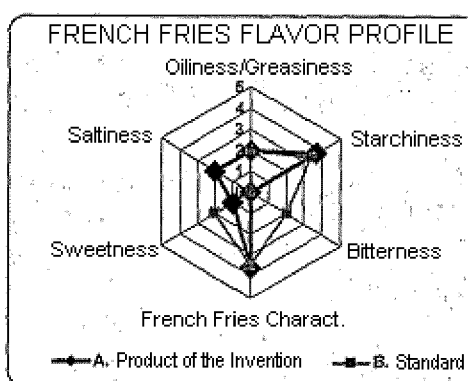 FRENCH FRIES FLAVOR PROFILE
Oiliness/Greasiness
5
4
3
2
1
Saltiness
Starchiness
Sweetness
Bitterness
French Fries Charact.
A. Product of the Invention
B. Standard